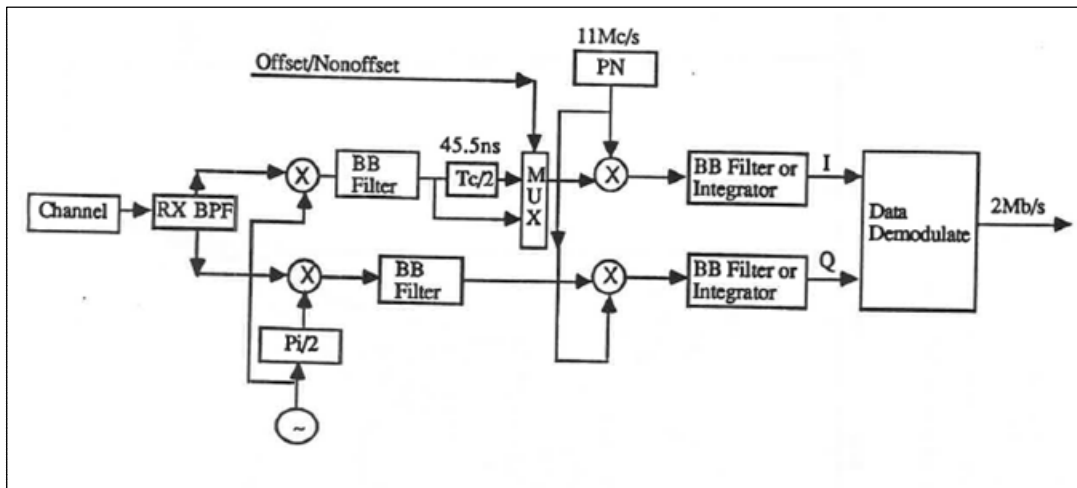 11Mc/s
PN
Offset/Nonoffset
45.5ns
X
BB
Filter
Tc/2
M
U
X
X
BB Filter or
Integrator
I
Channel
RX BPF
Data
Demodulate
2Mb/s
X
BB
Filter
X
BB Filter or
Integrator
Q
Pi/2
~